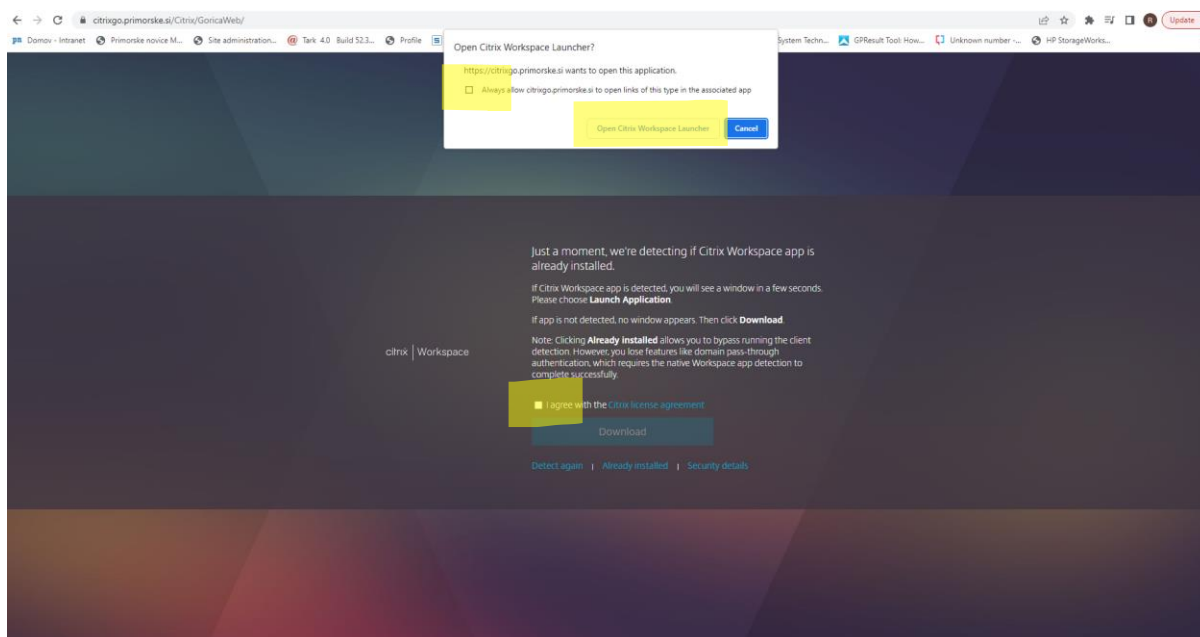 citrixgo.primorske.si/Citrix/GoricaWeb/
Update
Domov - Intranet Primorske novice M... Site administration... Tark 4.0 Build 52.3... Profile System Techn... GPResult Tool: How... Unknown number -... HP StorageWorks...
Open Citrix Workspace Launcher?
https://citrixgo.primorske.si wants to open this application.
Always allow citrixgo.primorske.si to open links of this type in the associated app
Open Citrix Workspace Launcher Cancel
Just a moment, we're detecting if Citrix Workspace app is
already installed.
If Citrix Workspace app is detected, you will see a window in a few seconds.
Please choose Launch Application.
If app is not detected, no window appears. Then click Download.
Note: Clicking Already installed allows you to bypass running the client
detection. However, you lose features like domain pass-through
authentication, which requires the native Workspace app detection to
complete successfully.
citrix | Workspace
I agree with the Citrix license agreement
Download
Detect again | Already installed | Security details